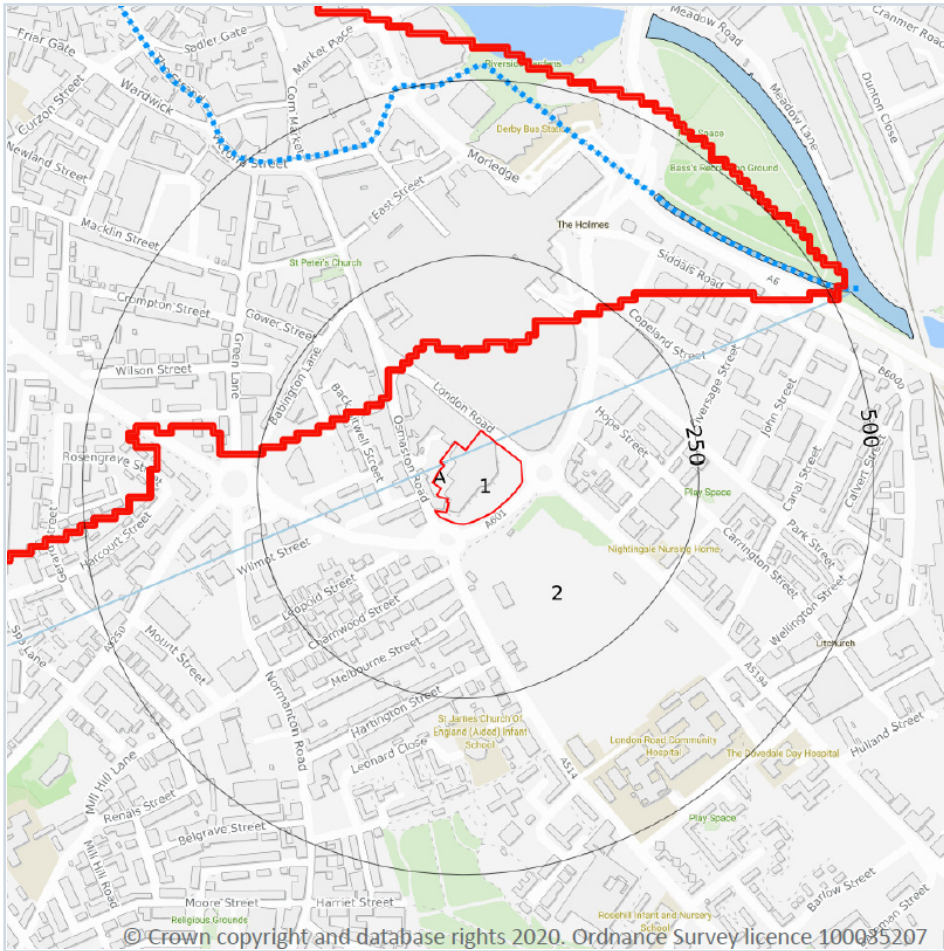 Friar Gate
Sadler Gate
Market Place
Meadow Road
Cranmer Road
Curzon Street
Wardwick
The Strand
Corn Market
Riverside Gardens
Meadow Lane
Dunton Close
Newland Street
Derby Bus Station
Morledge
East Street
Bass's Recreation Ground
Macklin Street
The Holmes
St Peter's Church
Siddals Road
A6
Crompton Street
Gower Street
Green Lane
Copeland Street
Wilson Street
Babington Lane
London Road
B6000
Osmaston Road
Hope Street
John Street
250
500
Rosengrave Street
A
1
Play Space
Canal Street
Calvert Street
A601
Harcourt Street
Wilmot Street
Nightingale Nursing Home
Park Street
Carrington Street
2
Leopold Street
Charnwood Street
Wellington Street
Spa Lane
A5250
Mount Street
Melbourne Street
Litchurch
Normanton Road
Hartington Street
A5194
St James Church Of
England (Aided) Infant
School
London Road Community
Hospital
The Dovedale Day Hospital
Hulland Street
Leonard Close
A514
Mill Hill Lane
Renals Street
Play Space
Belgrave Street
Mill Hill Road
Barlow Street
Moore Street
Harriet Street
Religious Grounds
Rosehill Infant and Nursery
School
© Crown copyright and database rights 2020. Ordnance Survey licence 100035207